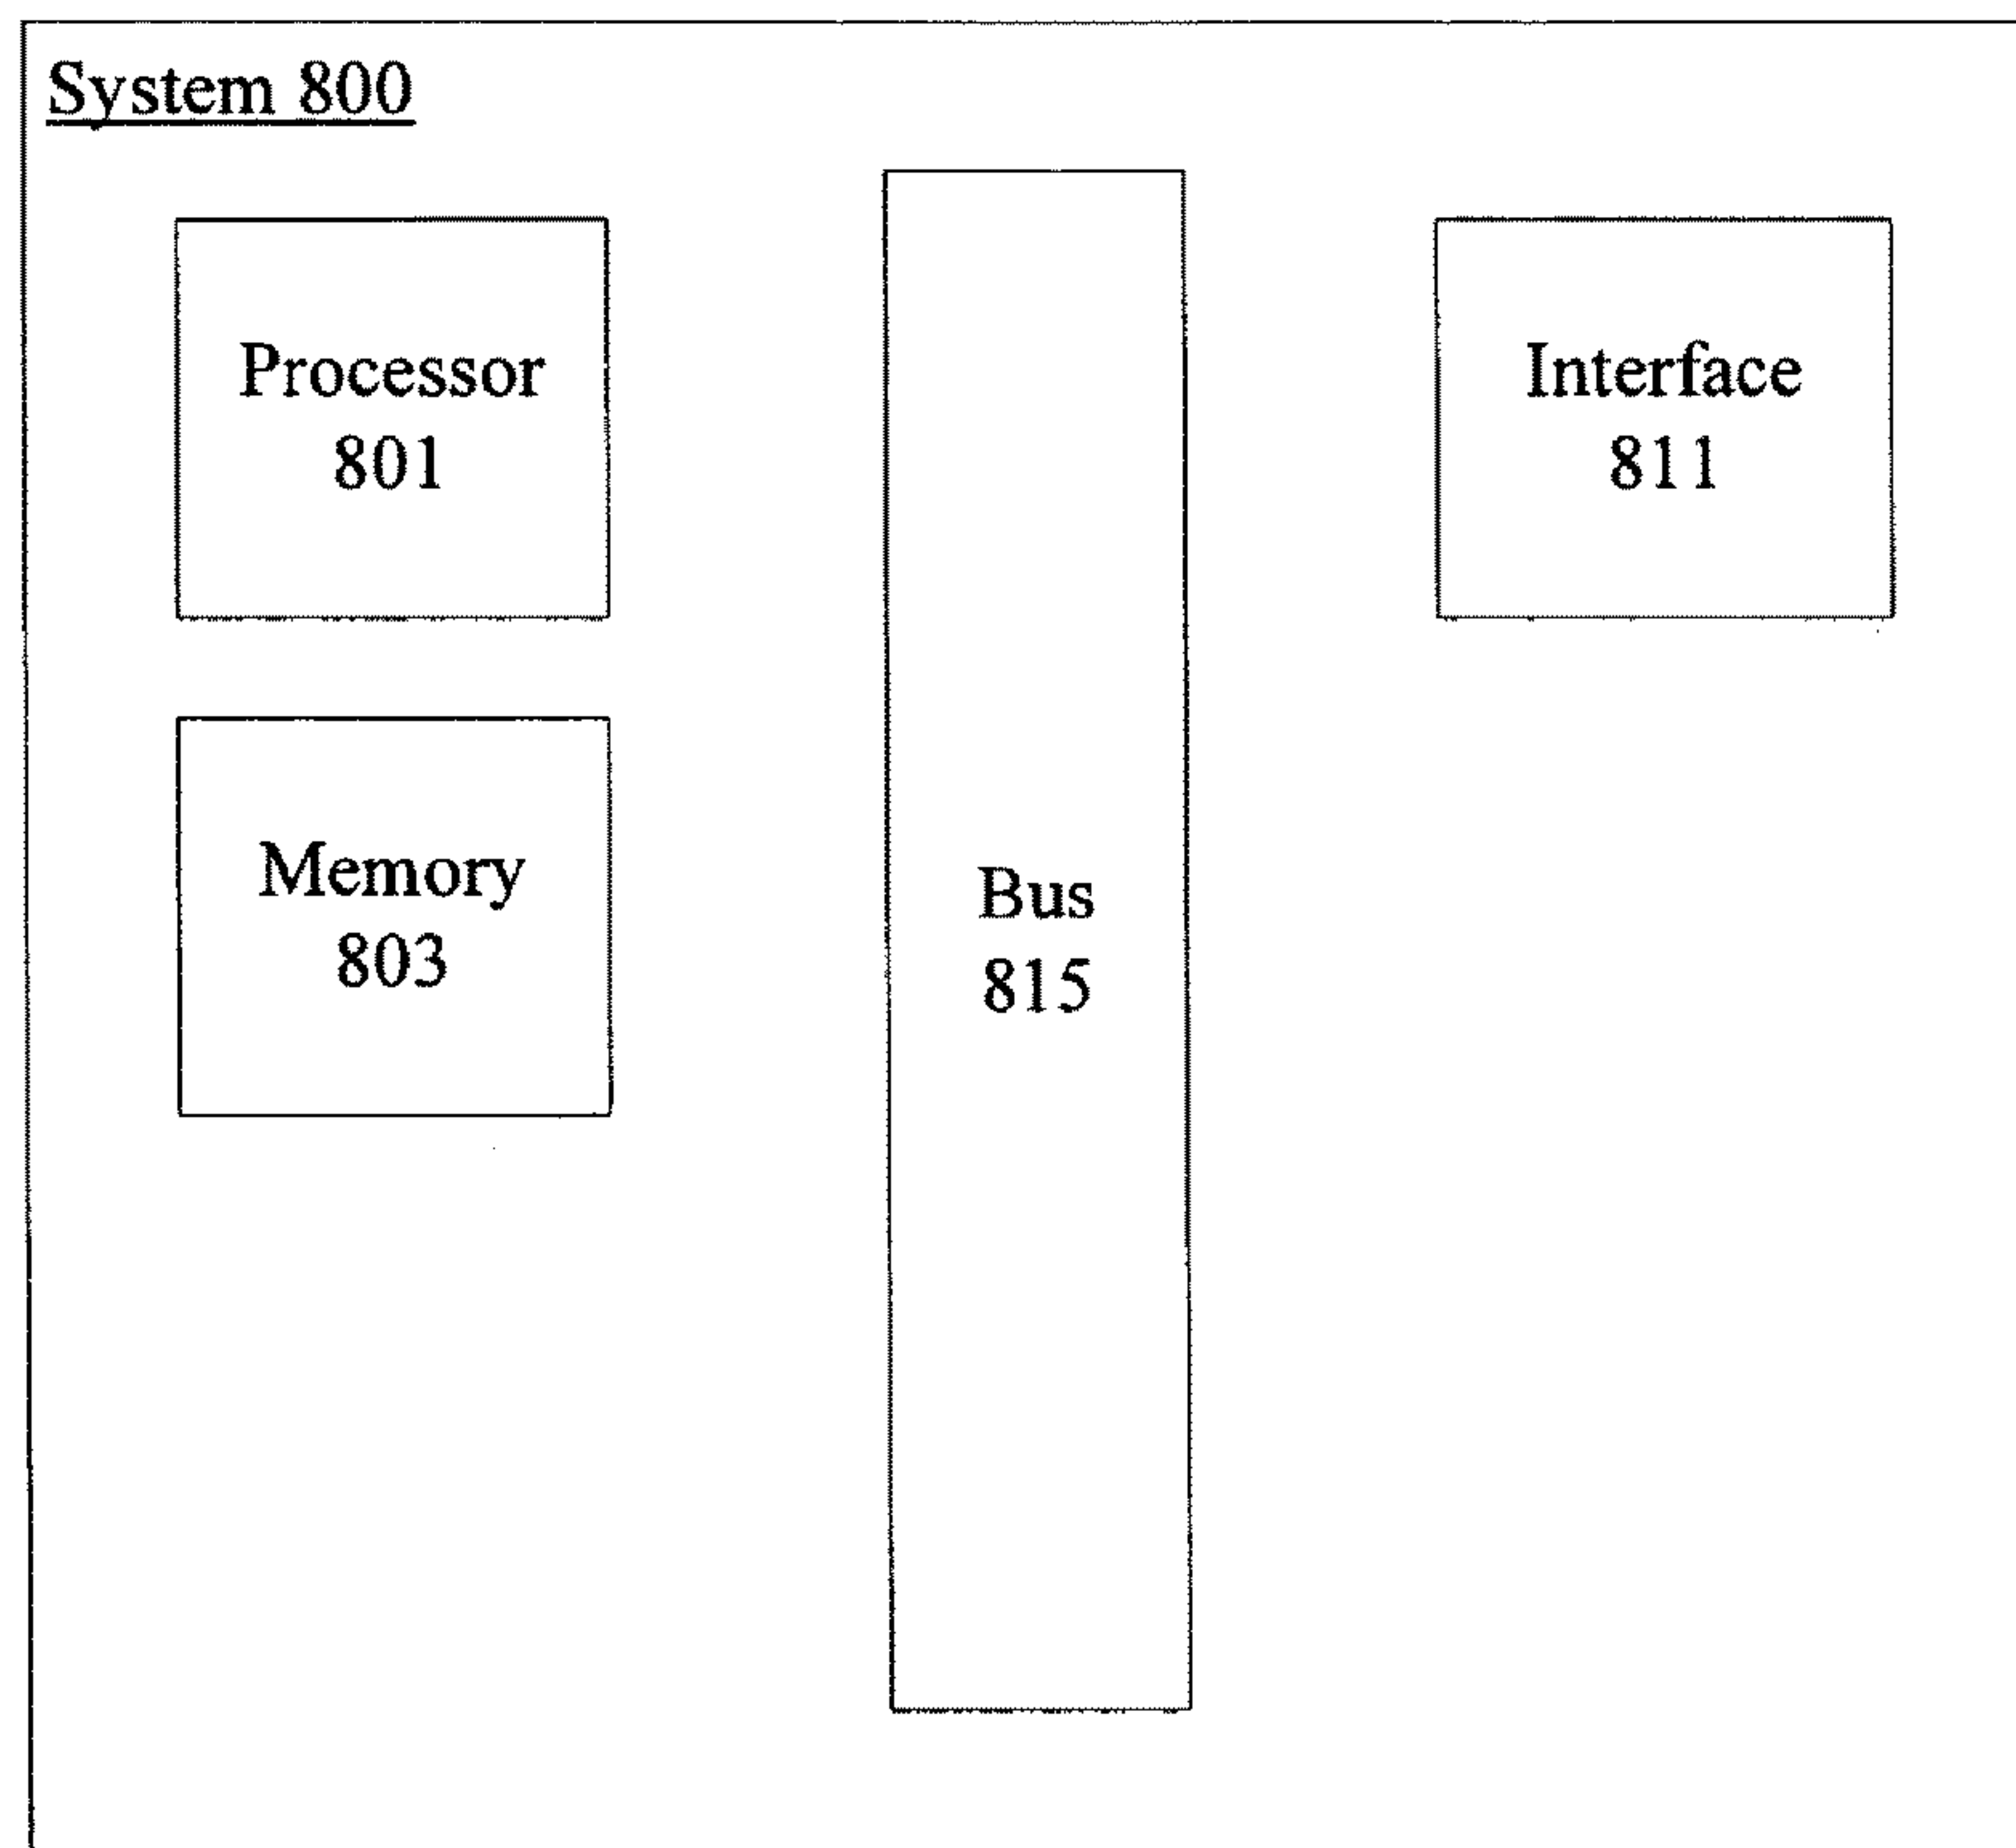 System 800
Processor
801
Interface
811
Memory
803
Bus
815